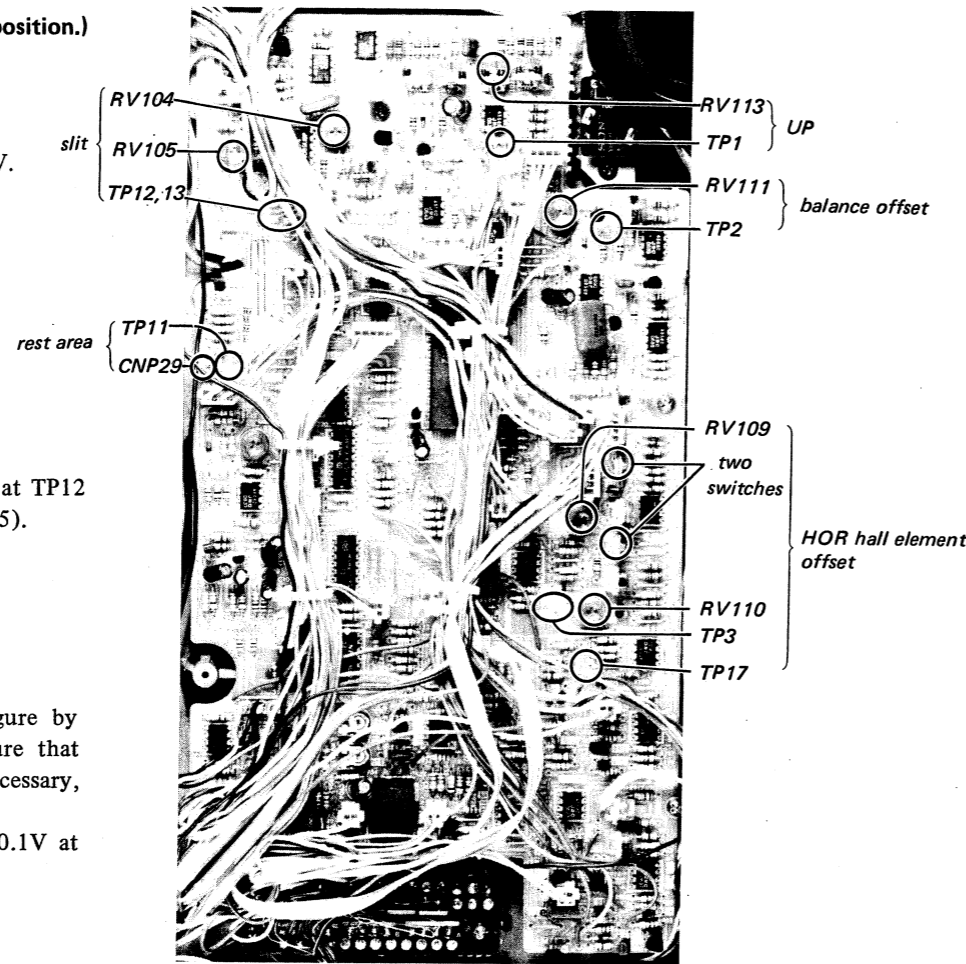 position.)
V.
at TP12
5).
gure by
ure that
cessary,
0.1V at
slit
RV104
RV105
TP12,13
rest area
TP11
CNP29
RV113
TP1
UP
RV111
TP2
balance offset
RV109
two
switches
RV110
TP3
TP17
HOR hall element
offset